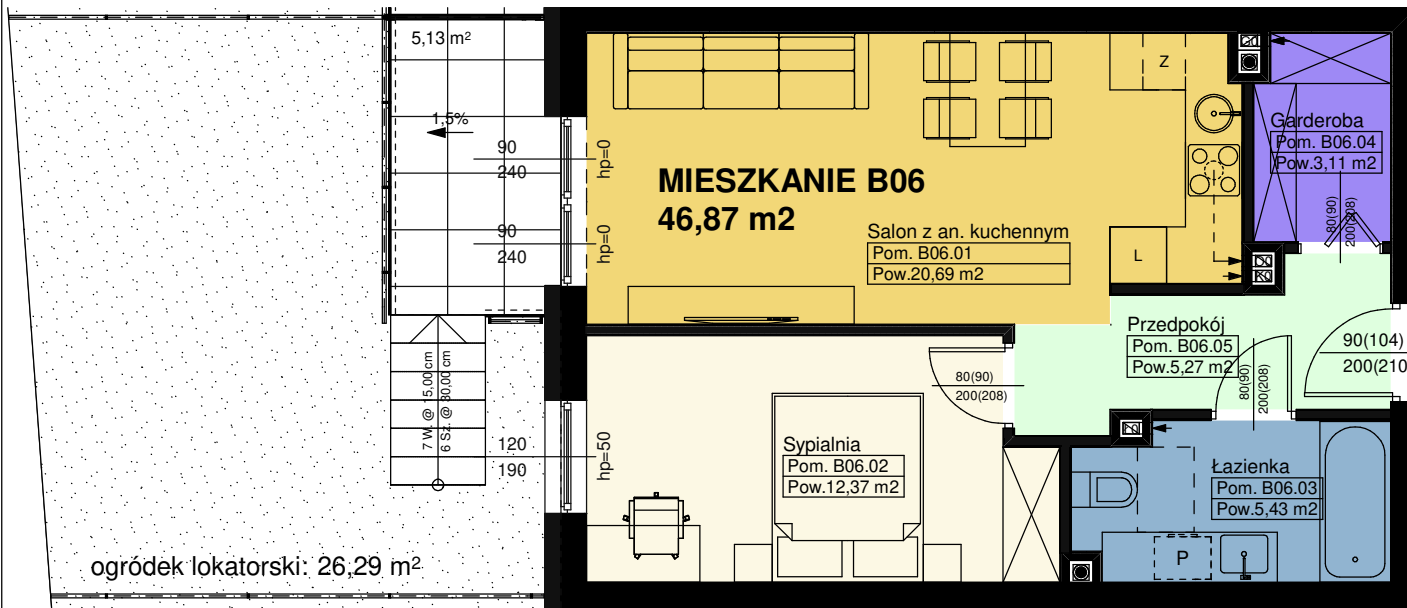 5,13 m²
1,5%
90
240
hp=0
90
240
hp=0
MIESZKANIE B06
46,87 m2
Salon z an. kuchennym
Pom. B06.01
Pow.20,69 m2
Z
L
Garderoba
Pom. B06.04
Pow.3,11 m2
80(90)
200(208)
Przedpokój
Pom. B06.05
Pow.5,27 m2
90(104)
200(210
80(90)
200(208)
80(90)
200(208)
7 W. @ 15,00 cm
6 Sz. @ 30,00 cm
120
190
hp=50
Sypialnia
Pom. B06.02
Pow.12,37 m2
Łazienka
Pom. B06.03
Pow.5,43 m2
P
ogródek lokatorski: 26,29 m²